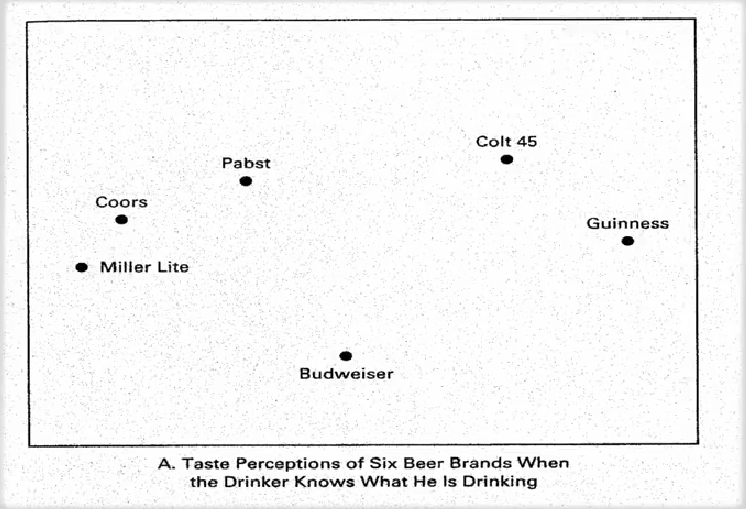 Colt 45
Pabst
Coors
Guinness
Miller Lite
Budweiser
A. Taste Perceptions of Six Beer Brands When
the Drinker Knows What He Is Drinking